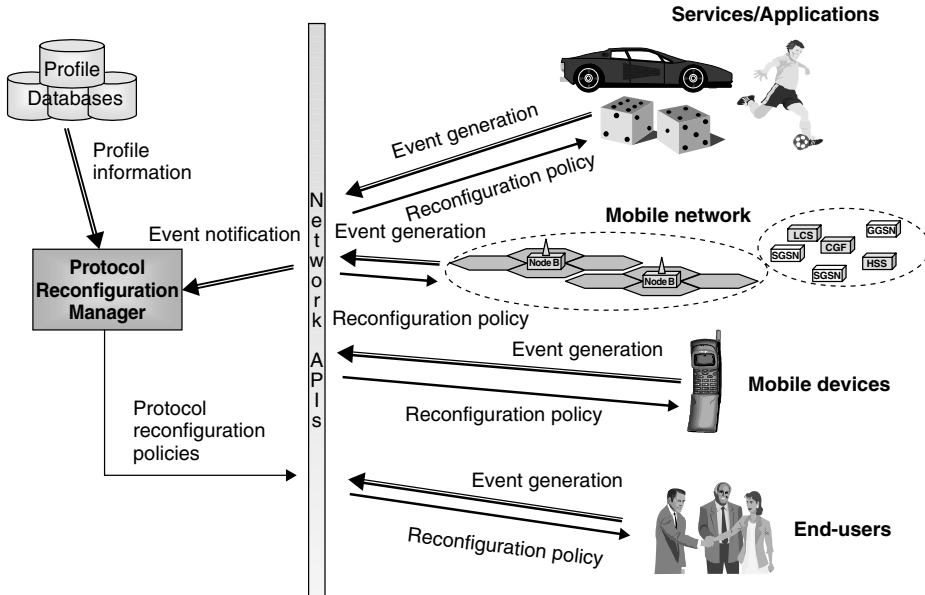 Services/Applications
Profile
Databases
Profile
information
Event generation
Reconfiguration policy
Network APIs
Event notification
Event generation
Mobile network
Node B
Node B
LCS
GGSN
SGSN
CGF
HSS
SGSN
Protocol
Reconfiguration
Manager
Reconfiguration policy
Event generation
Mobile devices
Reconfiguration policy
Protocol
reconfiguration
policies
Event generation
End-users
Reconfiguration policy